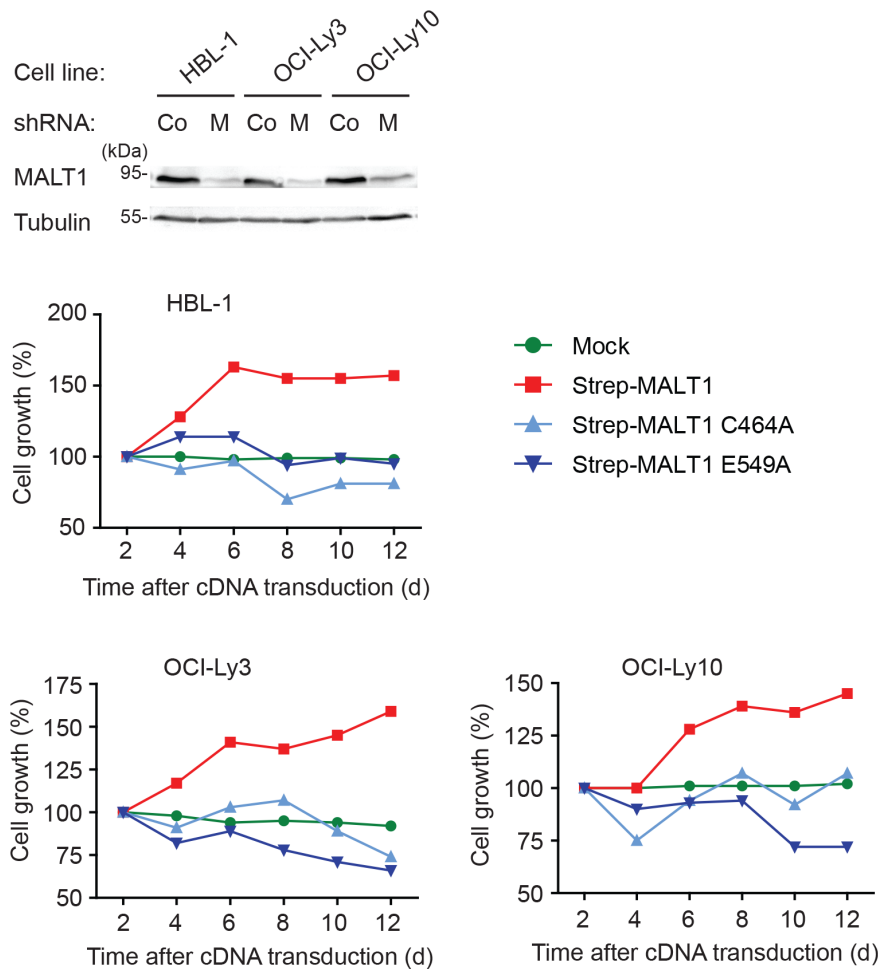 Cell line: HBL-1 OCI-Ly3 OCI-Ly10
shRNA: Co M Co M Co M
(kDa)
MALT1 95-
Tubulin 55-
HBL-1
200
150
100
50
Cell growth (%)
2 4 6 8 10 12
Time after cDNA transduction (d)
Mock
Strep-MALT1
Strep-MALT1 C464A
Strep-MALT1 E549A
OCI-Ly3
175
150
125
100
75
50
Cell growth (%)
2 4 6 8 10 12
Time after cDNA transduction (d)
OCI-Ly10
150
125
100
75
50
Cell growth (%)
2 4 6 8 10 12
Time after cDNA transduction (d)